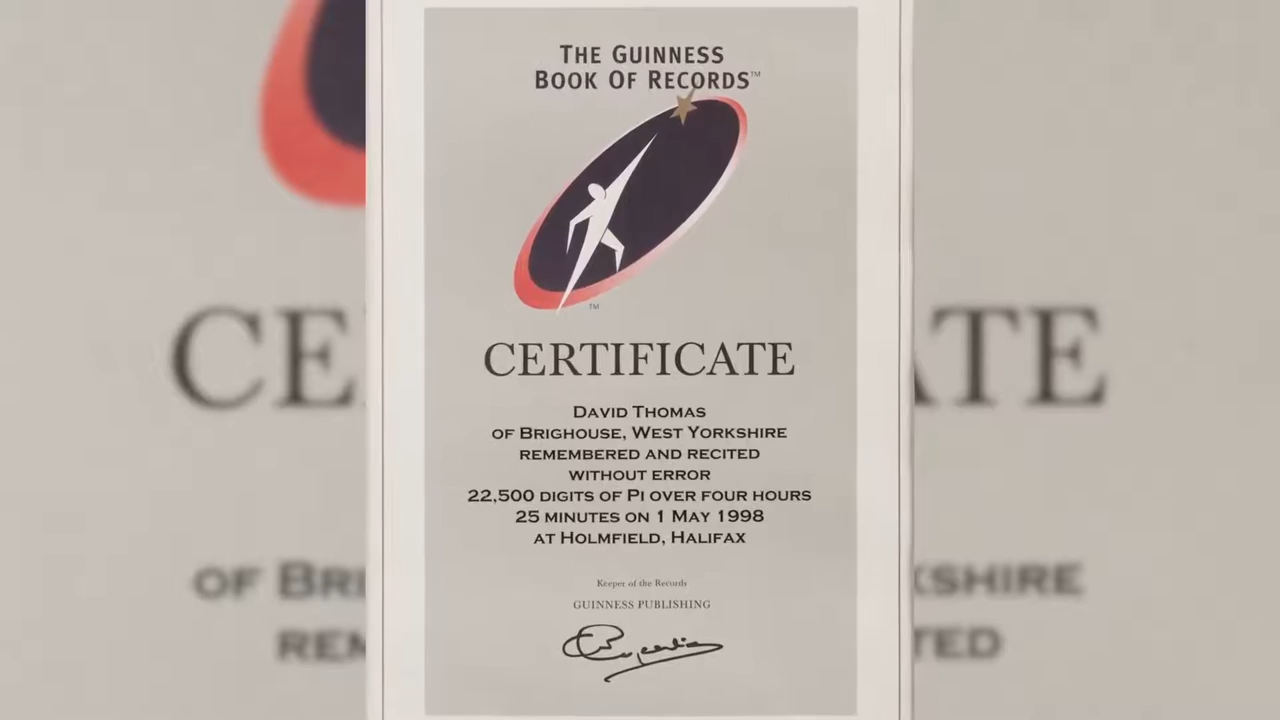 THE GUINNESS
BOOK OF RECORDS™
TM
CERTIFICATE
DAVID THOMAS
OF BRIGHOUSE, WEST YORKSHIRE
REMEMBERED AND RECITED
WITHOUT ERROR
22,500 DIGITS OF PI OVER FOUR HOURS
25 MINUTES ON 1 MAY 1998
AT HOLMFIELD, HALIFAX
Keeper of the Records
GUINNESS PUBLISHING